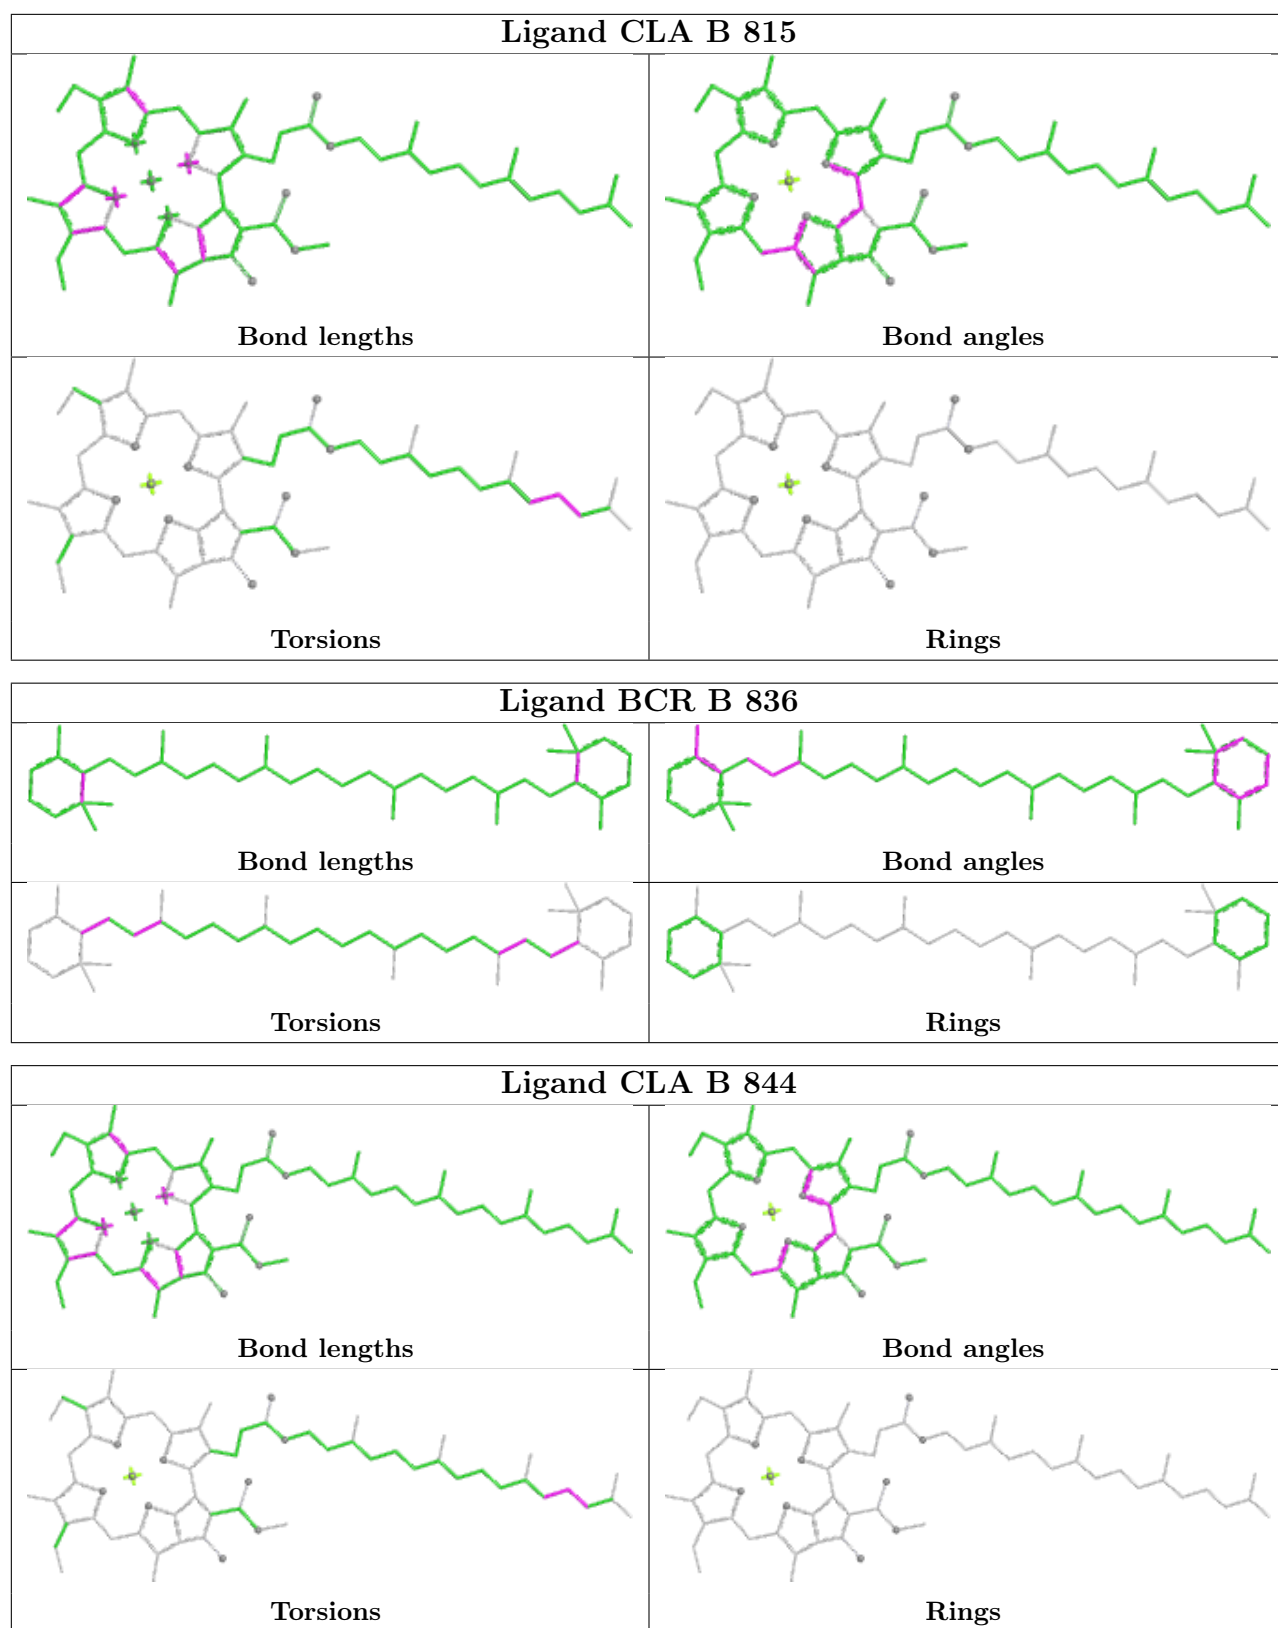 Ligand CLA B 815
Bond lengths
Bond angles
Torsions
Rings
Ligand BCR B 836
Bond lengths
Bond angles
Torsions
Rings
Ligand CLA B 844
Bond lengths
Bond angles
Torsions
Rings